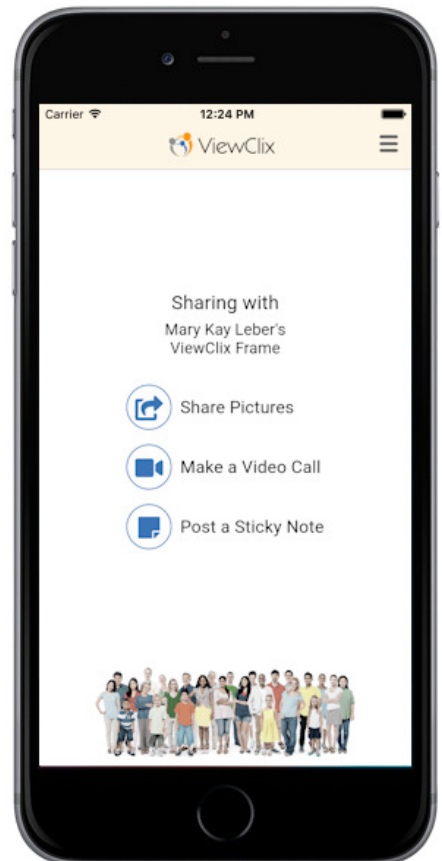 Carrier 12:24 PM
ViewClix
Sharing with
Mary Kay Leber's
ViewClix Frame
Share Pictures
Make a Video Call
Post a Sticky Note